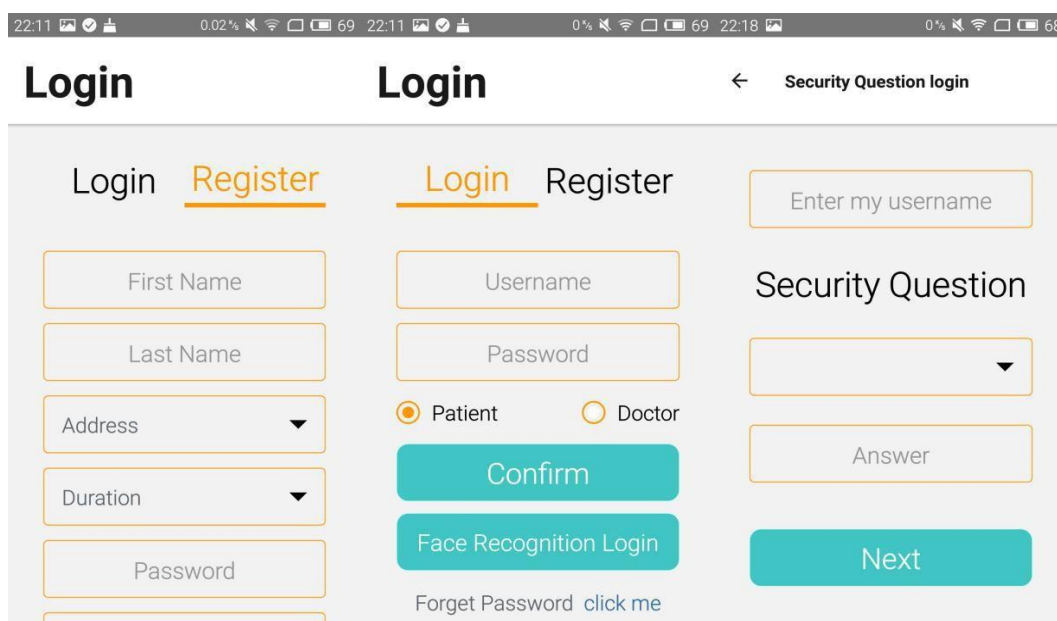 22:11 0.02% 69
Login
Login Register
First Name
Last Name
Address
Duration
Password
22:11 0% 69
Login
Login Register
Username
Password
Patient Doctor
Confirm
Face Recognition Login
Forget Password click me
22:18 0% 68
Security Question login
Enter my username
Security Question
Answer
Next